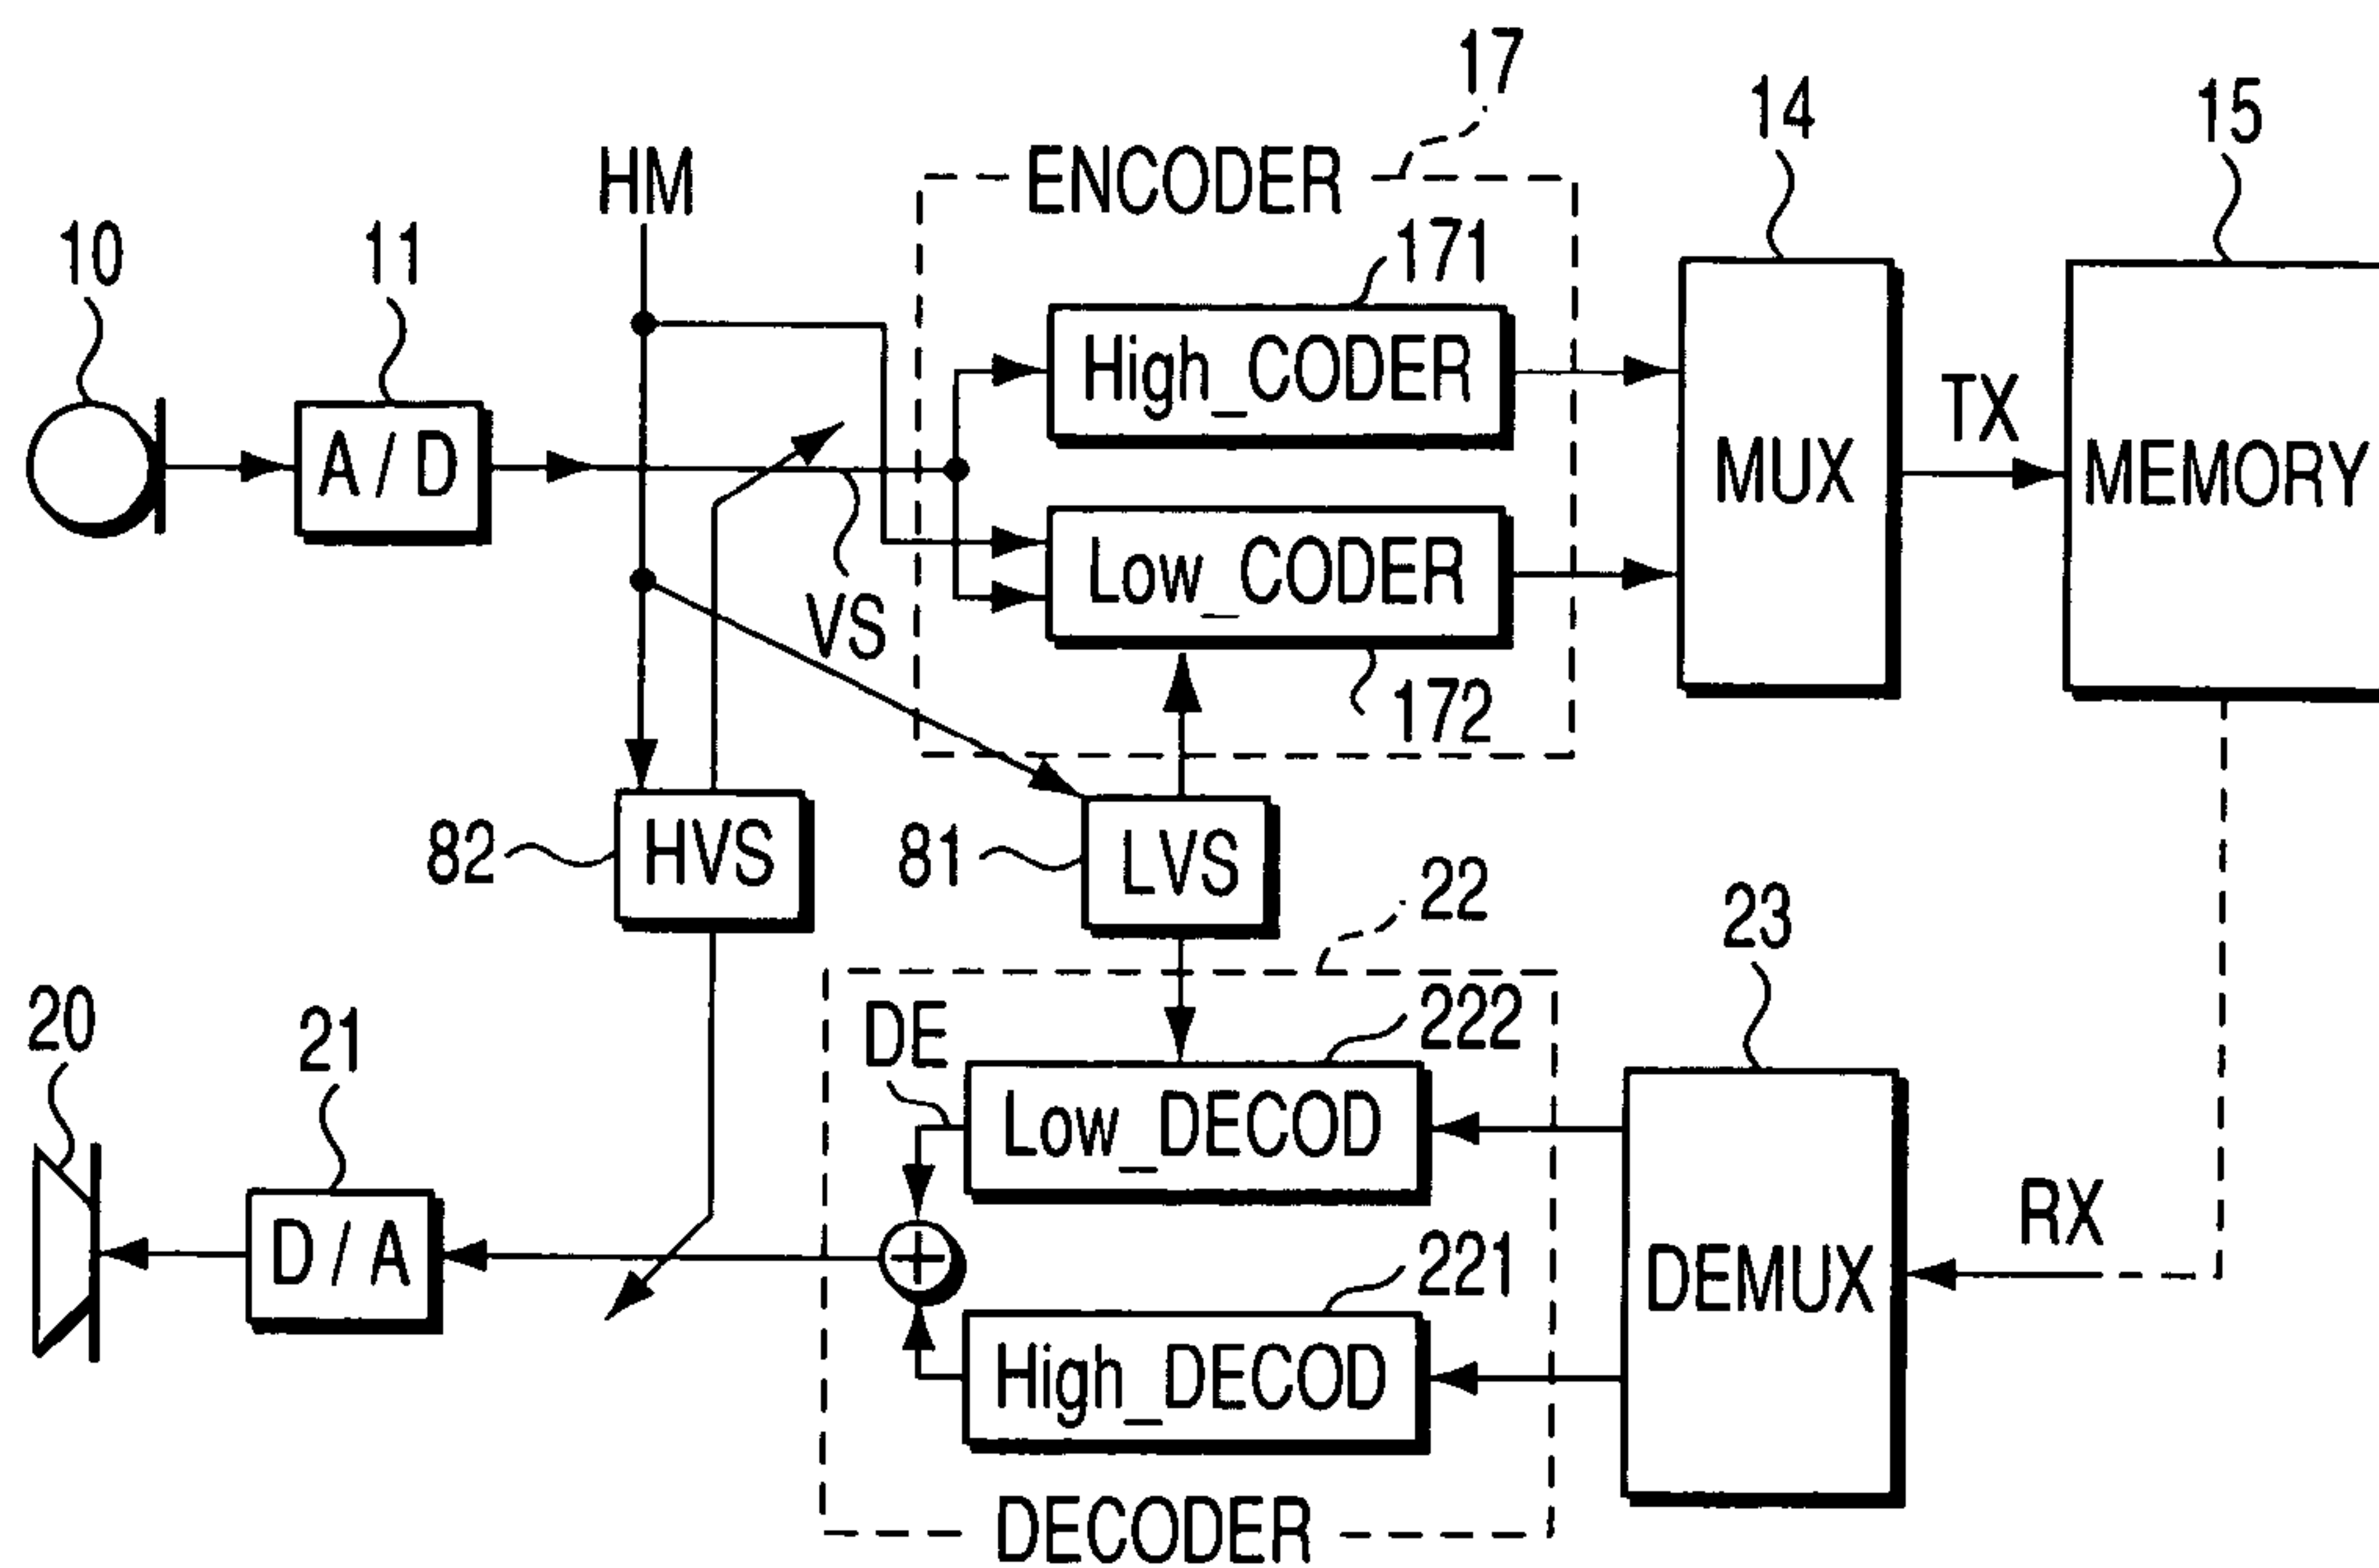 17
14
15
HM
ENCODER
10
11
171
High_CODER
TX
A/D
MUX
MEMORY
Low_CODER
VS
172
82
HVS
81
LVS
22
23
20
21
DE
222
Low_DECOD
RX
D/A
+
221
DEMUX
High_DECOD
DECODER